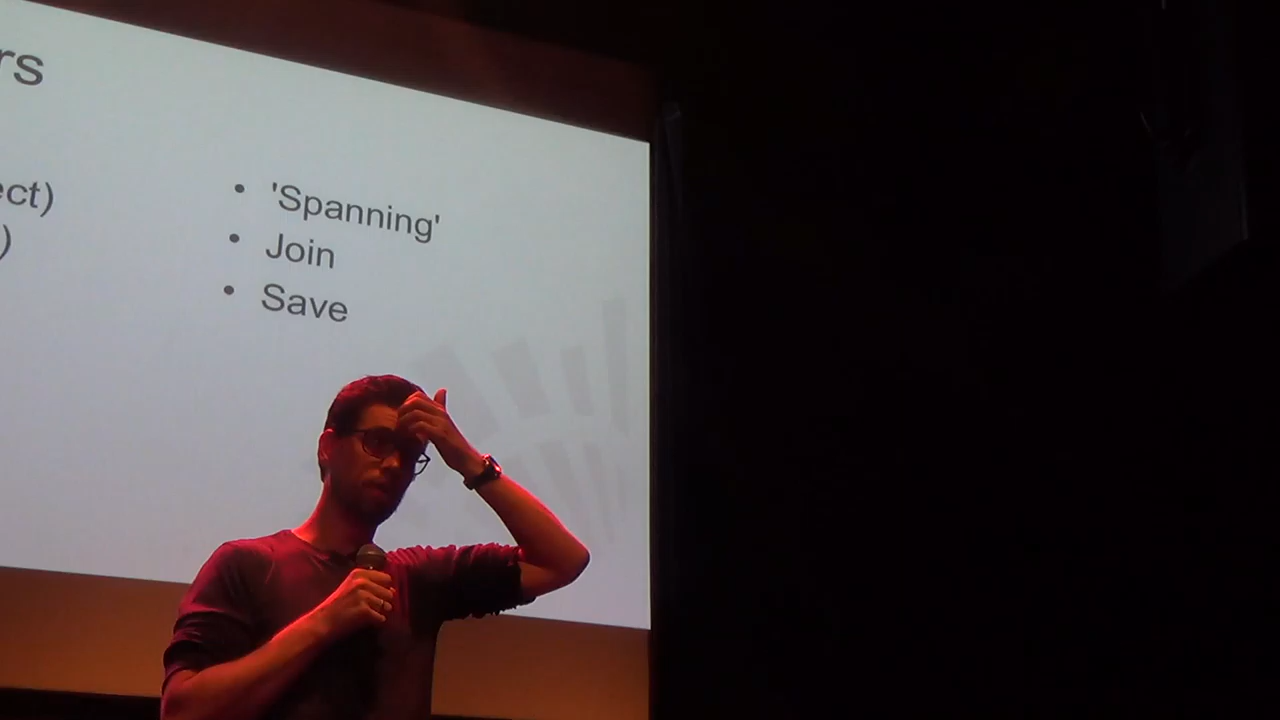 rs
ect)
)
• 'Spanning'
• Join
• Save